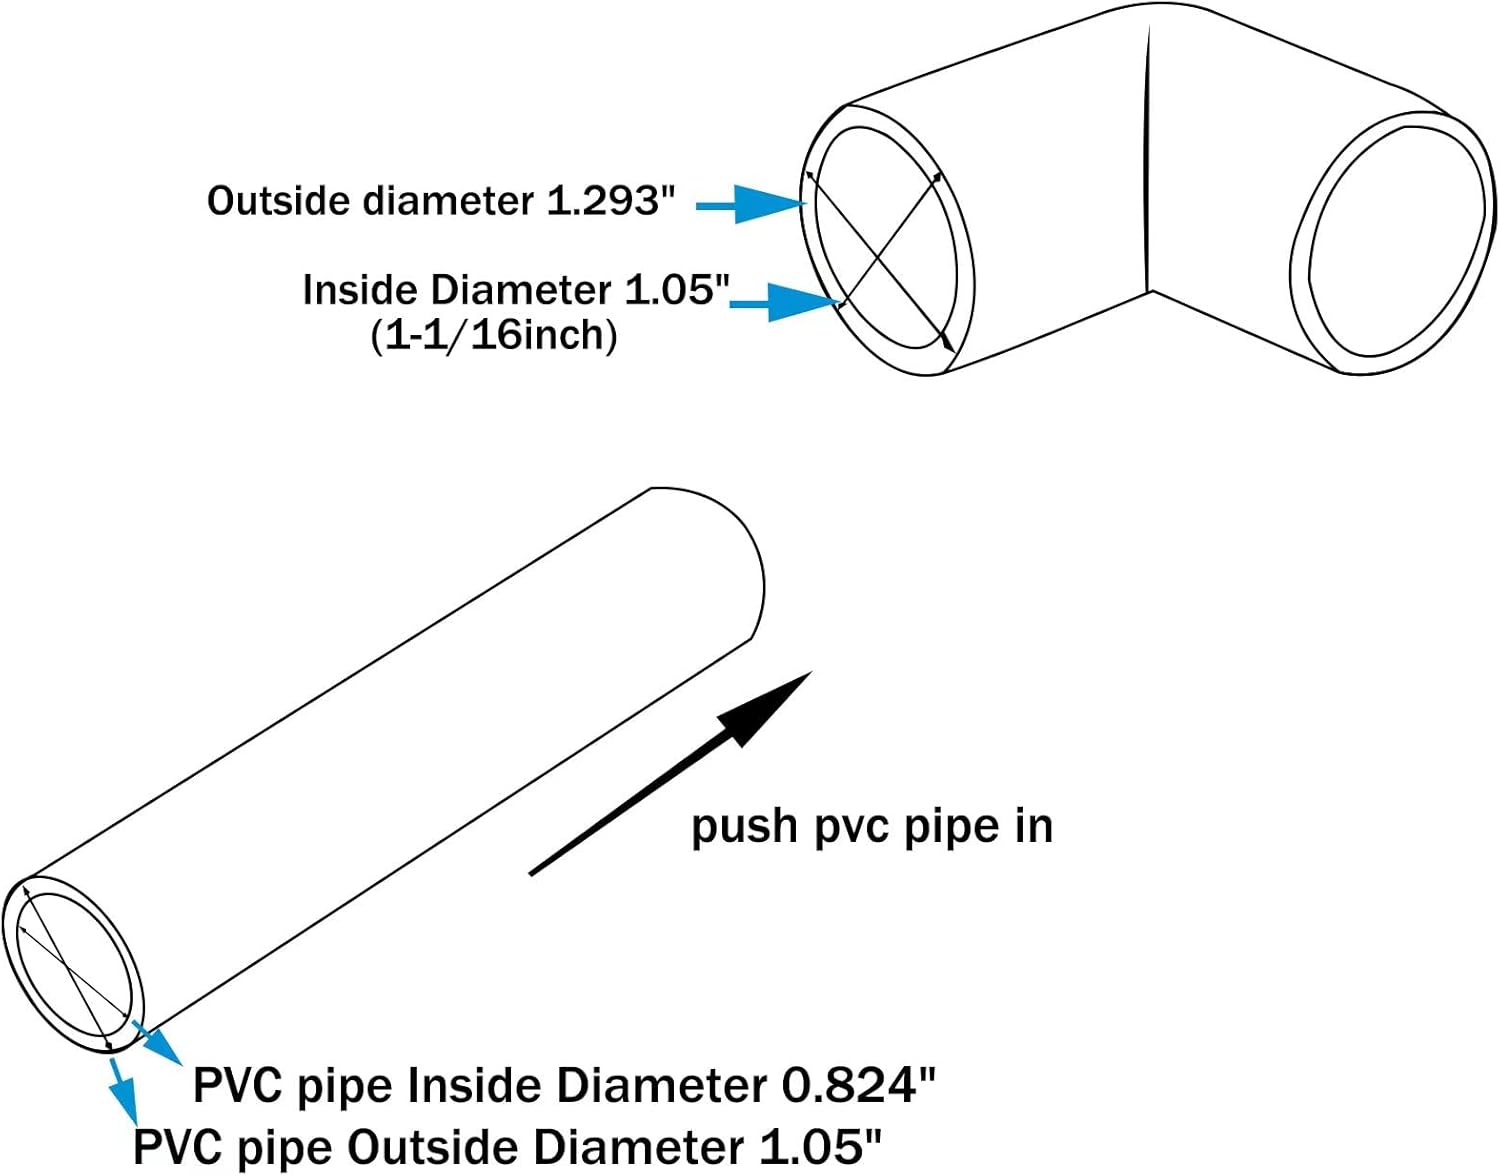 Outside diameter 1.293"
Inside Diameter 1.05"
(1-1/16inch)
push pvc pipe in
PVC pipe Inside Diameter 0.824"
PVC pipe Outside Diameter 1.05"